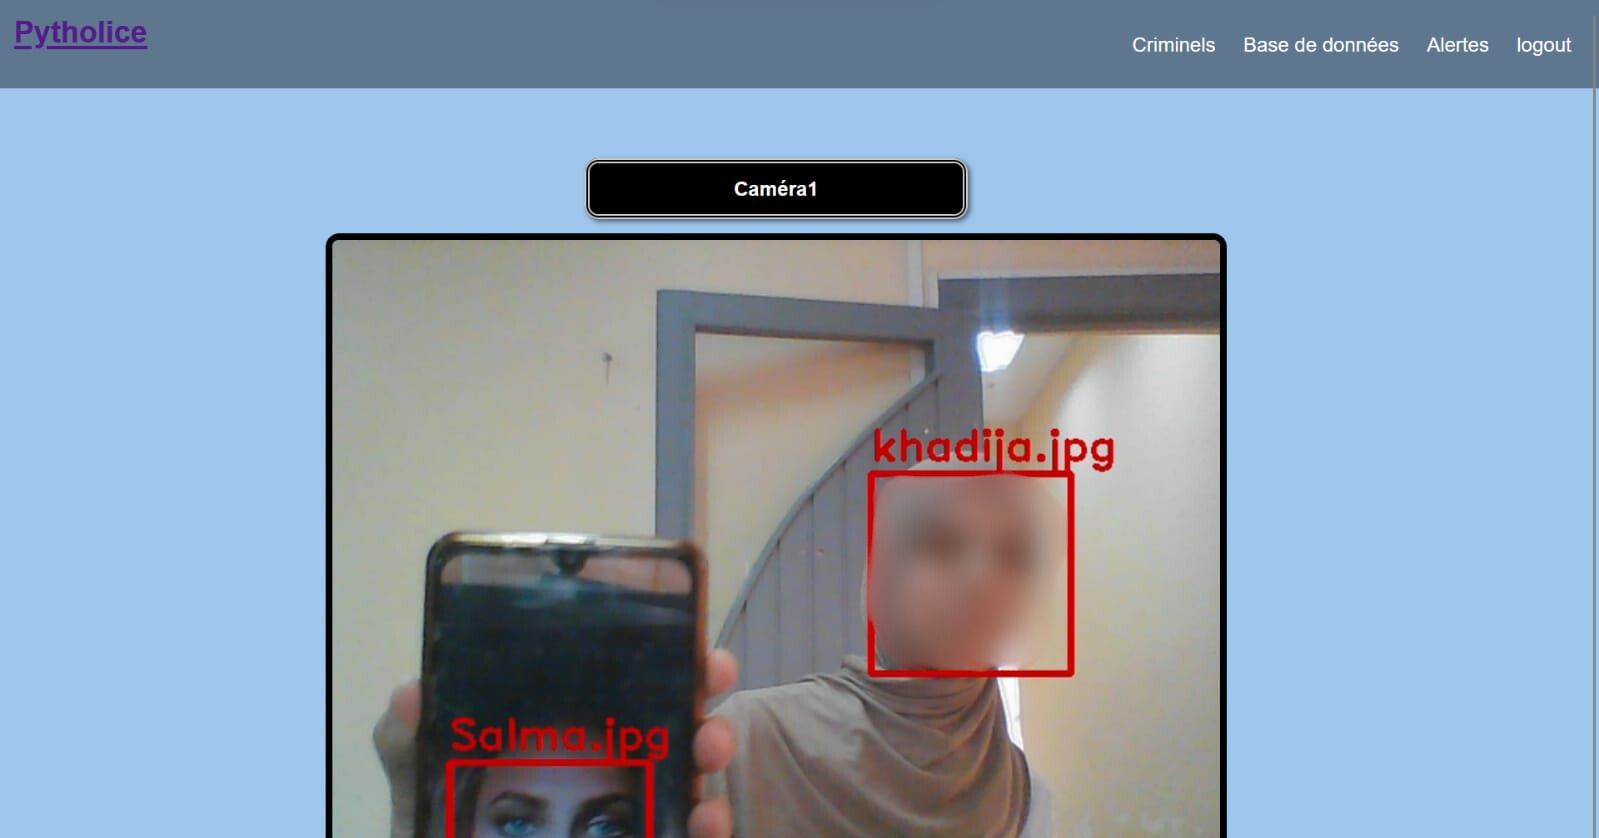 Pytholice
Criminels Base de données Alertes logout
Caméra1
khadija.jpg
Salma.jpg